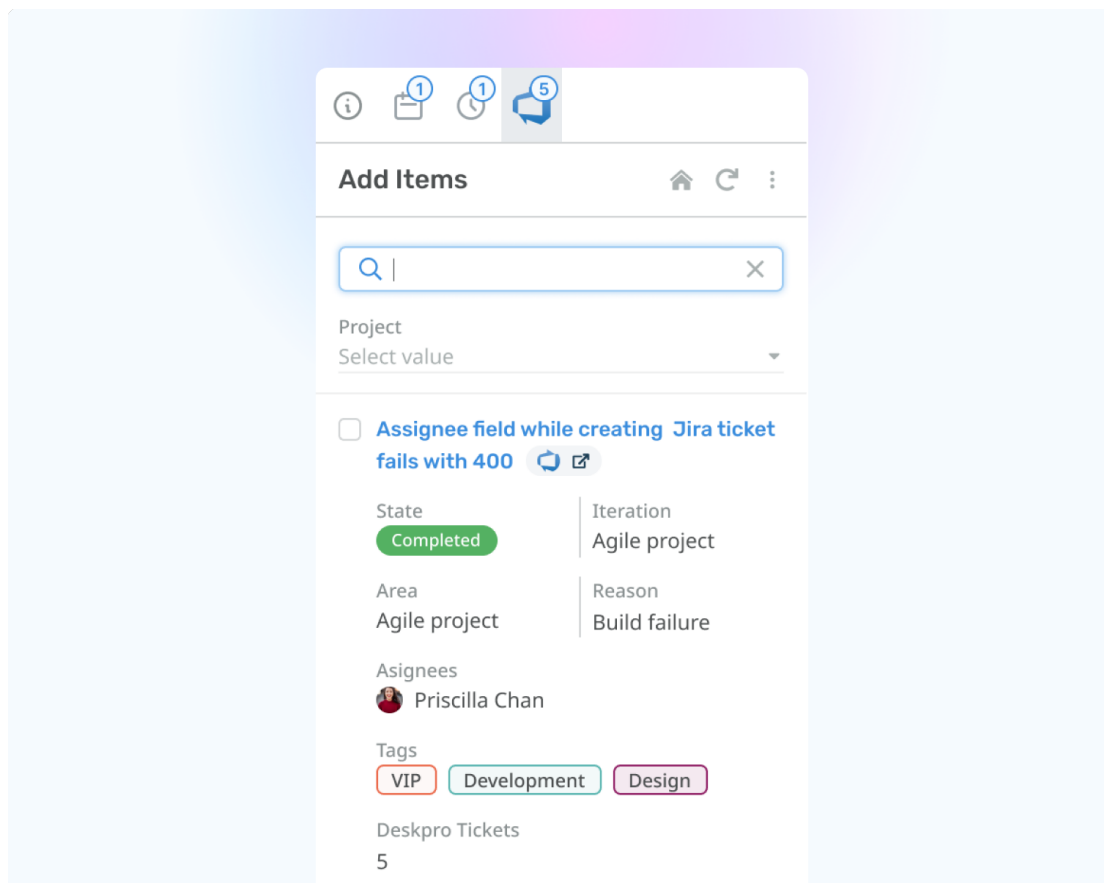 1 1 5
Add Items
Project
Select value
Assignee field while creating Jira ticket
fails with 400
State Iteration
Completed Agile project
Area Reason
Agile project Build failure
Asignees
Priscilla Chan
Tags
VIP Development Design
Deskpro Tickets
5